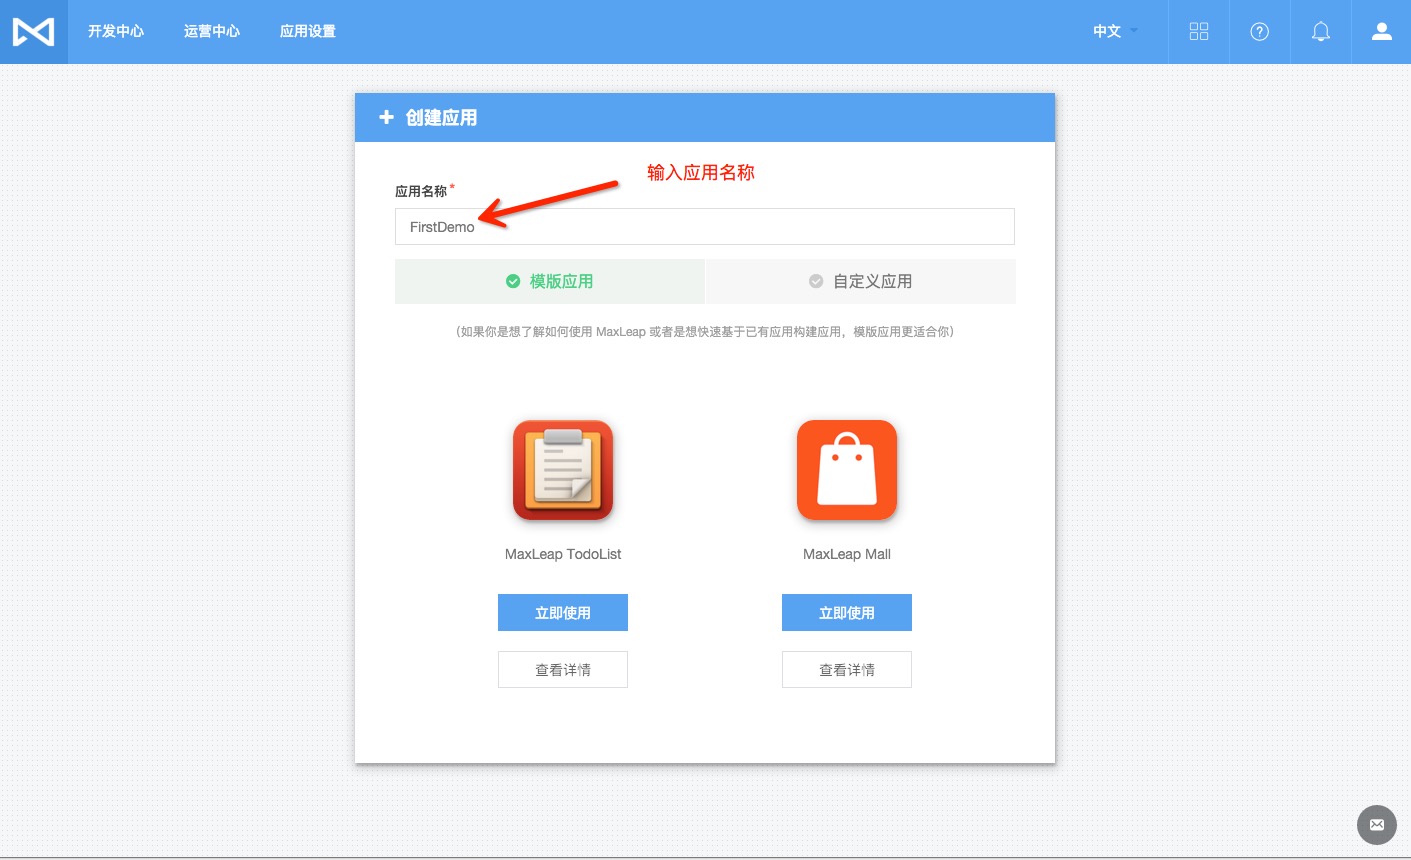 开发中心 运营中心 应用设置 中文
创建应用
输入应用名称
应用名称*
FirstDemo
模版应用 自定义应用
（如果你是想了解如何使用 MaxLeap 或者是想快速基于已有应用构建应用，模版应用更适合你）
MaxLeap TodoList MaxLeap Mall
立即使用 立即使用
查看详情 查看详情